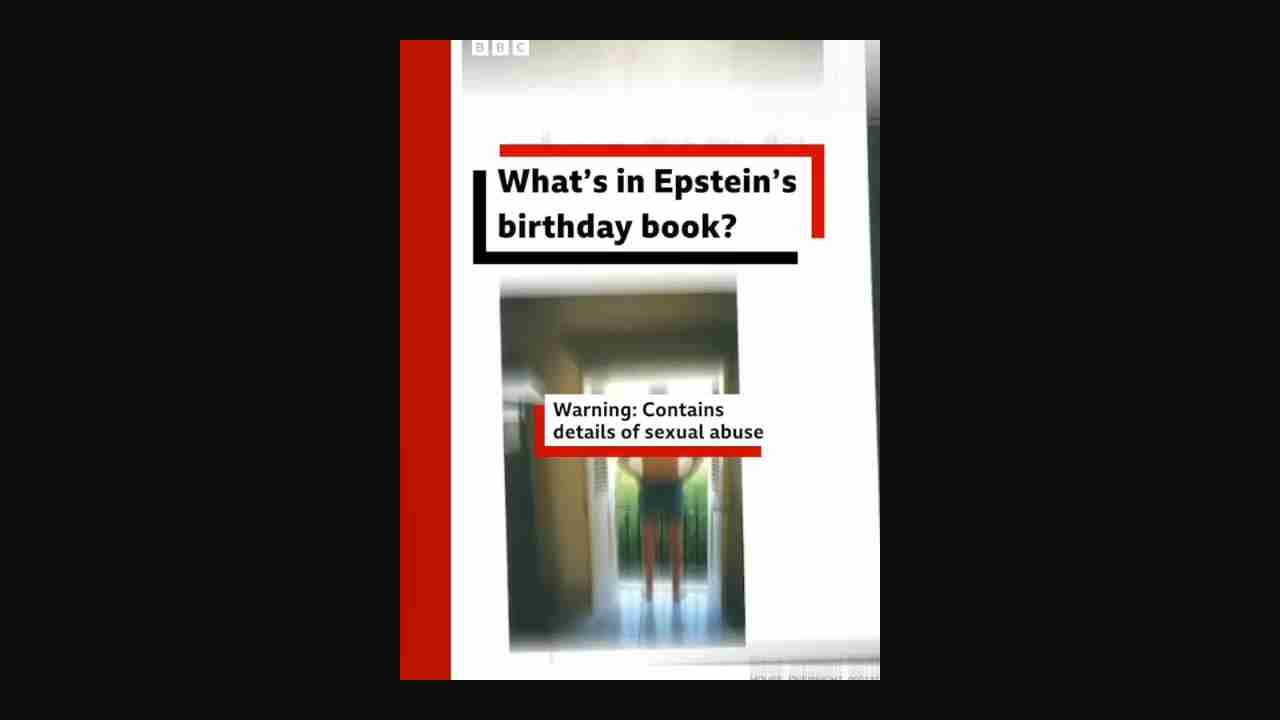 BBC
What's in Epstein's
birthday book?
Warning: Contains
details of sexual abuse